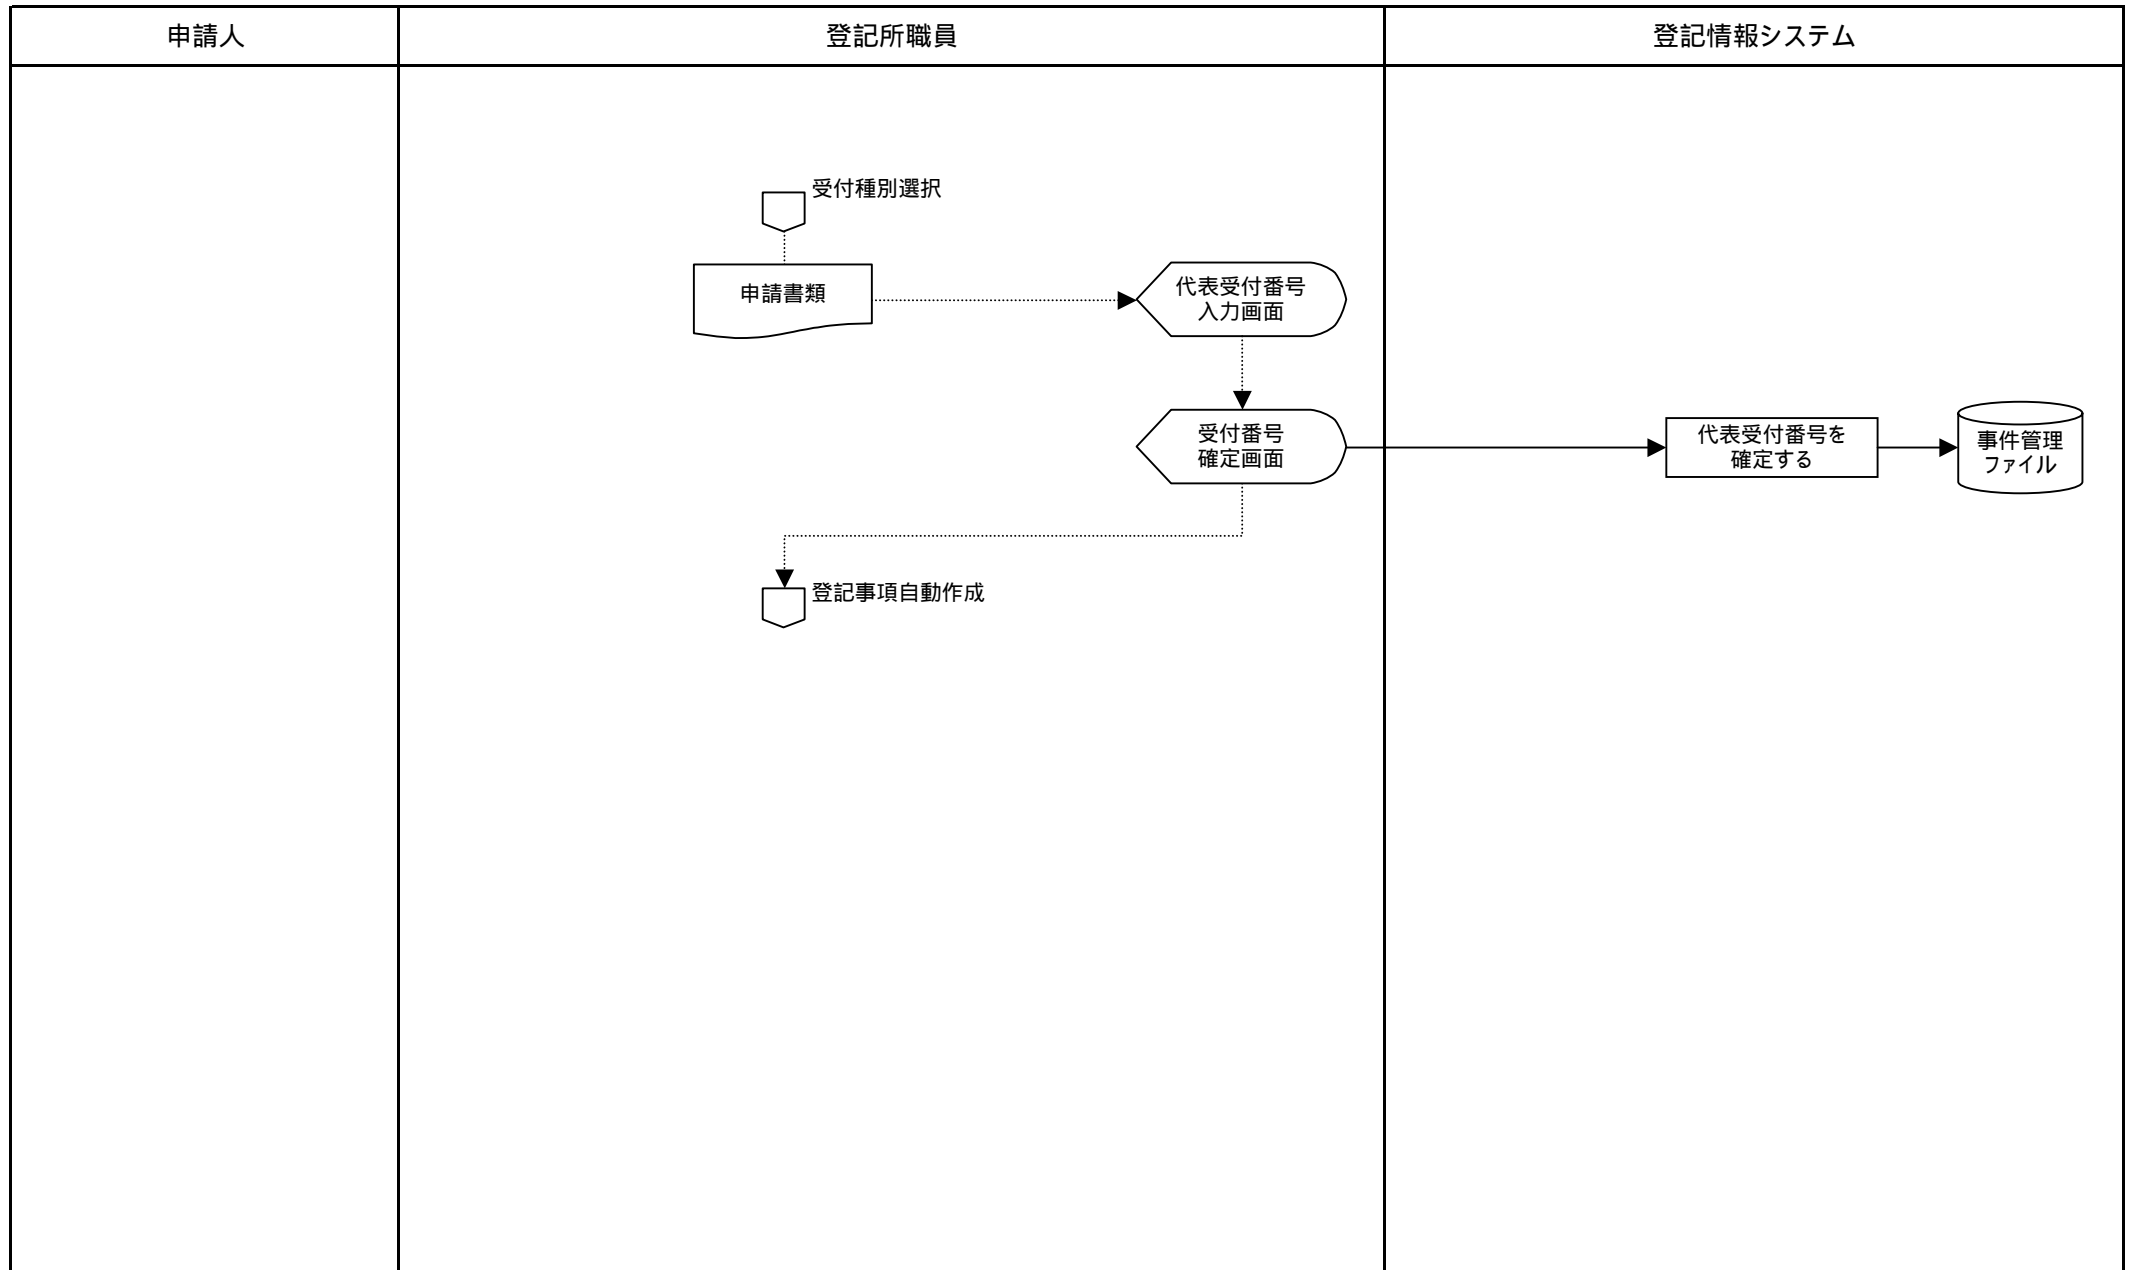 申請人
登記所職員
登記情報システム
受付種別選択
申請書類
代表受付番号
入力画面
受付番号
確定画面
代表受付番号を
確定する
事件管理
ファイル
登記事項自動作成